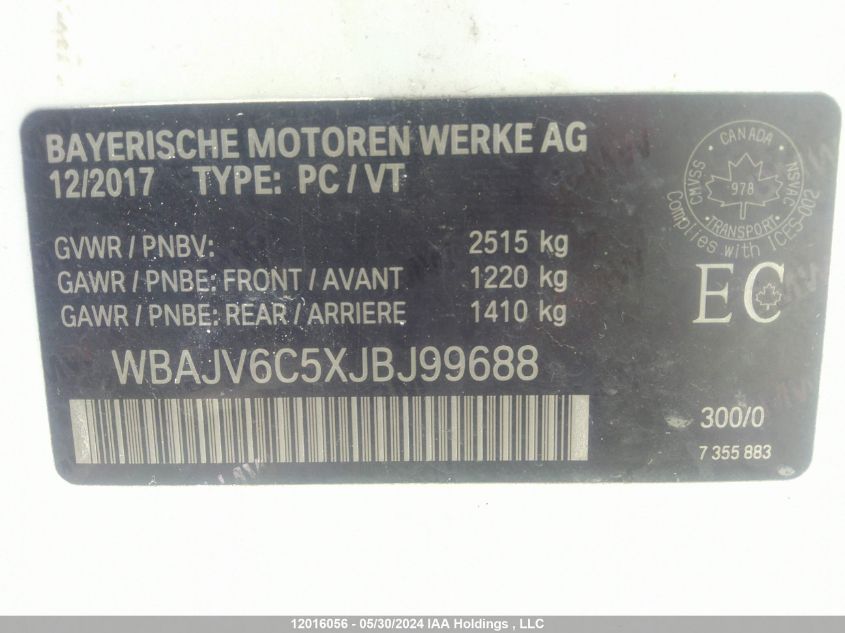 BAYERISCHE MOTOREN WERKE AG
12/2017 TYPE: PC / VT
GVWR / PNBV: 2515 kg
GAWR / PNBE: FRONT / AVANT 1220 kg
GAWR / PNBE: REAR / ARRIERE 1410 kg
WBAJV6C5XJBJ99688
CANADA
CMVSS
NSVAC
978
TRANSPORT
Complies with ICES-002
EC
300/0
7 355 883
12016056 - 05/30/2024 IAA Holdings , LLC